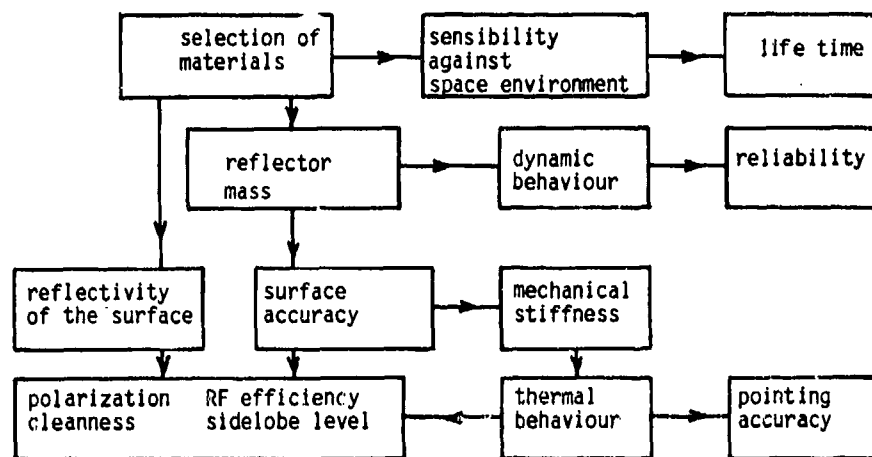 selection of
materials
sensibility
against
space environment
life time
reflector
mass
dynamic
behaviour
reliability
reflectivity
of the surface
surface
accuracy
mechanical
stiffness
polarization
cleanness
RF efficiency
sidelobe level
thermal
behaviour
pointing
accuracy